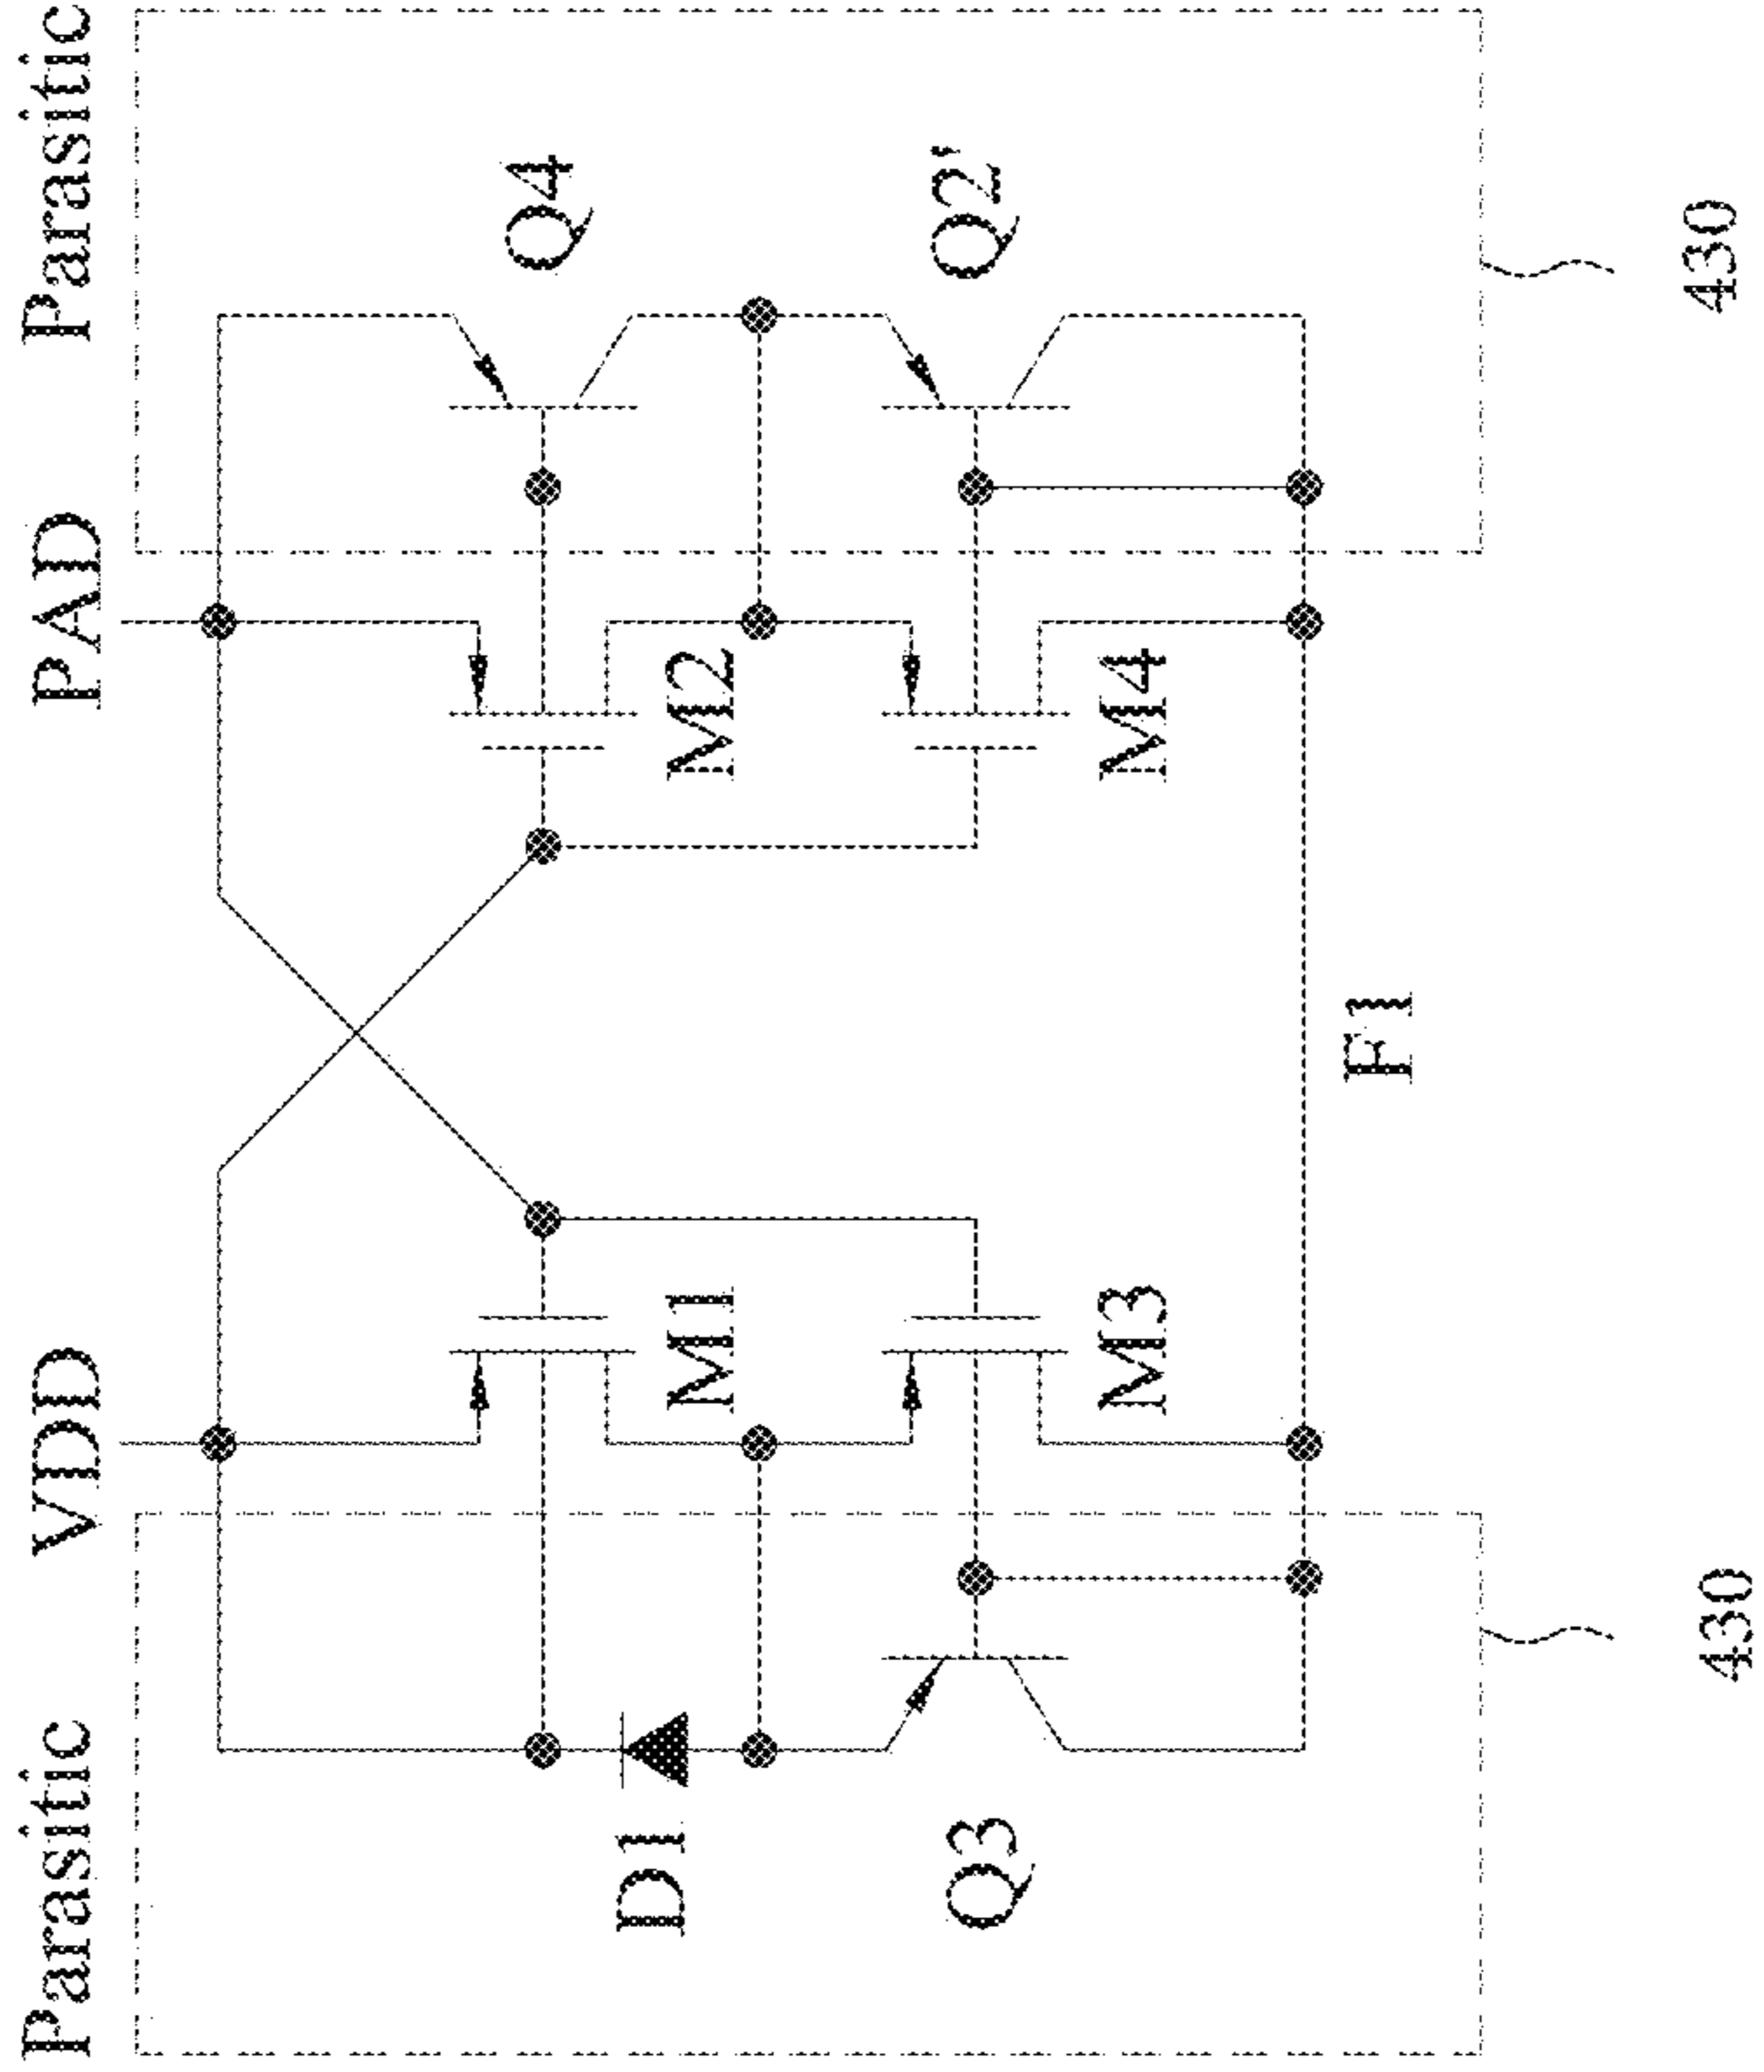 Parasitic
VDD
PAD
Parasitic
D1
M1
M2
Q4
Q3
M3
M4
Q2'
F1
430
430